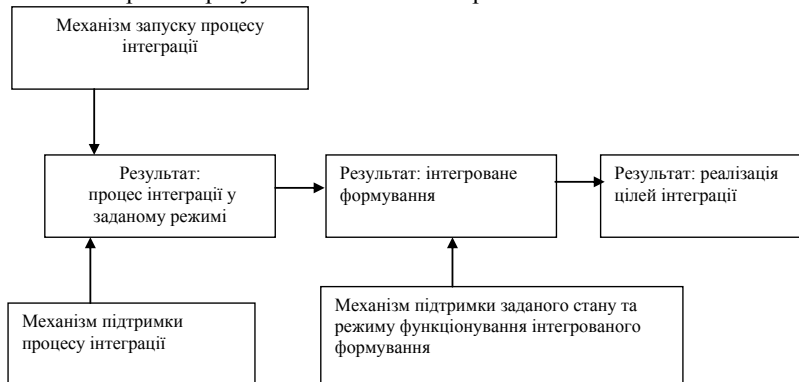 Механізм запуску процесу
інтеграції
Результат:
процес інтеграції у
заданому режимі
Результат: інтегроване
формування
Результат: реалізація
цілей інтеграції
Механізм підтримки
процесу інтеграції
Механізм підтримки заданого стану та
режиму функціонування інтегрованого
формування